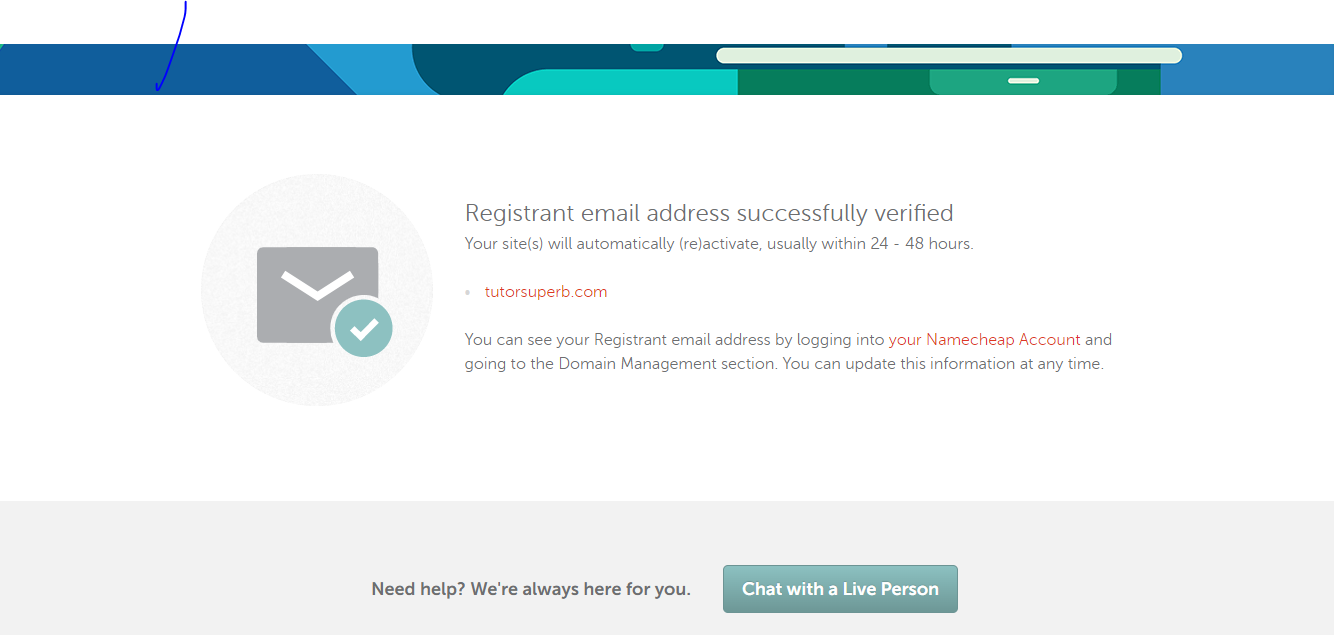 Registrant email address successfully verified
Your site(s) will automatically (re)activate, usually within 24 - 48 hours.
tutorsuperb.com
You can see your Registrant email address by logging into your Namecheap Account and
going to the Domain Management section. You can update this information at any time.
Need help? We're always here for you.
Chat with a Live Person